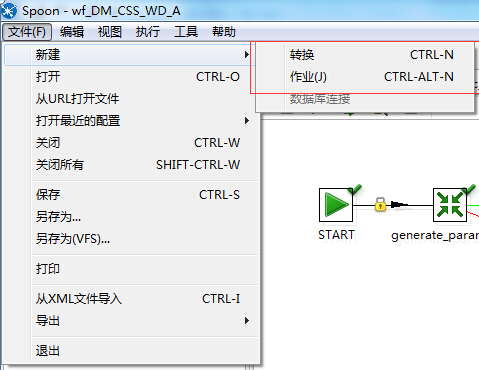 Spoon - wf_DM_CSS_WD_A
文件(F) 编辑 视图 执行 工具 帮助
新建
打开 CTRL-O
从URL打开文件
打开最近的配置
关闭 CTRL-W
关闭所有 SHIFT-CTRL-W
保存 CTRL-S
另存为...
另存为(VFS)...
打印
从XML文件导入 CTRL-I
导出
退出
转换 CTRL-N
作业(J) CTRL-ALT-N
数据库连接
START
generate_paran